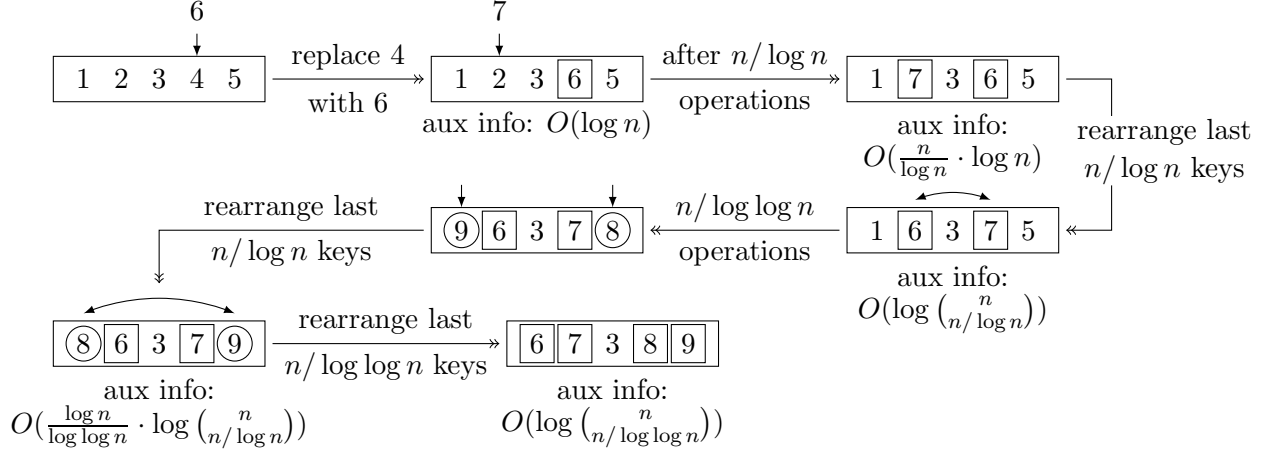 6
7
1 2 3 4 5
replace 4
with 6
1 2 3 6 5
aux info: O(log n)
after n/ log n
operations
1 7 3 6 5
aux info:
O(n/log n · log n)
rearrange last
n/ log n keys
1 6 3 7 5
aux info:
O(log (n n/ log n))
n/ log log n
operations
9 6 3 7 8
rearrange last
n/ log n keys
8 6 3 7 9
aux info:
O(log n/log log n · log (n n/ log n))
rearrange last
n/ log log n keys
6 7 3 8 9
aux info:
O(log (n n/ log log n))